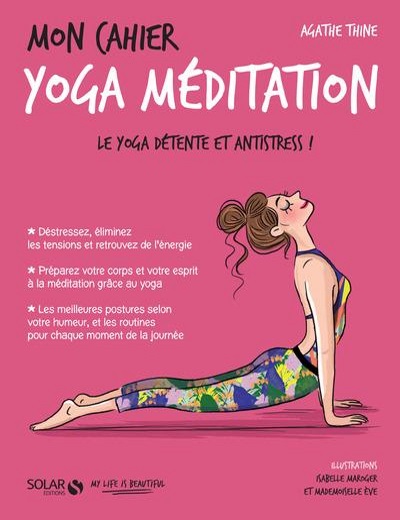 MON CAHIER
AGATHE THINE
YOGA MÉDITATION
LE YOGA DÉTENTE ET ANTISTRESS !
★ Déstressez, éliminez
les tensions et retrouvez de l'énergie
★ Préparez votre corps et votre esprit
à la méditation grâce au yoga
★ Les meilleures postures selon
votre humeur, et les routines
pour chaque moment de la journée
ILLUSTRATIONS
ISABELLE MAROGER
ET MADEMOISELLE ÈVE
SOLAR
EDITIONS
MY LIFE IS BEAUTIFUL